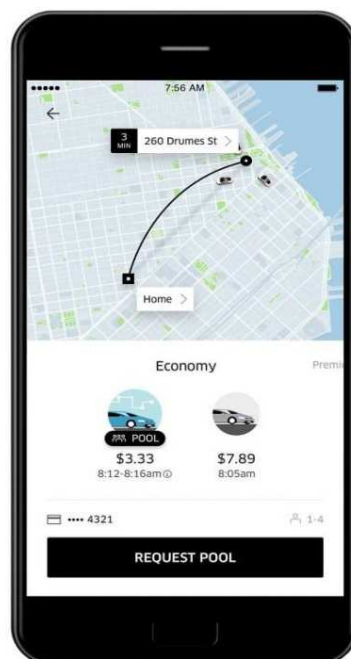 7:56 AM
3 MIN 260 Drumes St
Home
Economy Premi
POOL
$3.33 $7.89
8:12-8:16am 8:05am
•••• 4321 1-4
REQUEST POOL